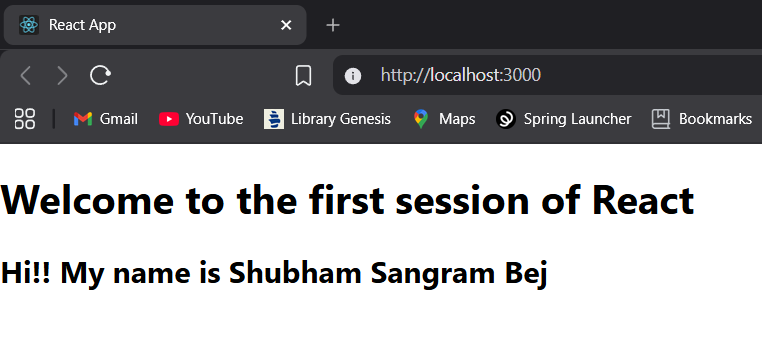 React App
http://localhost:3000
Gmail YouTube Library Genesis Maps Spring Launcher Bookmarks
Welcome to the first session of React
Hi!! My name is Shubham Sangram Bej